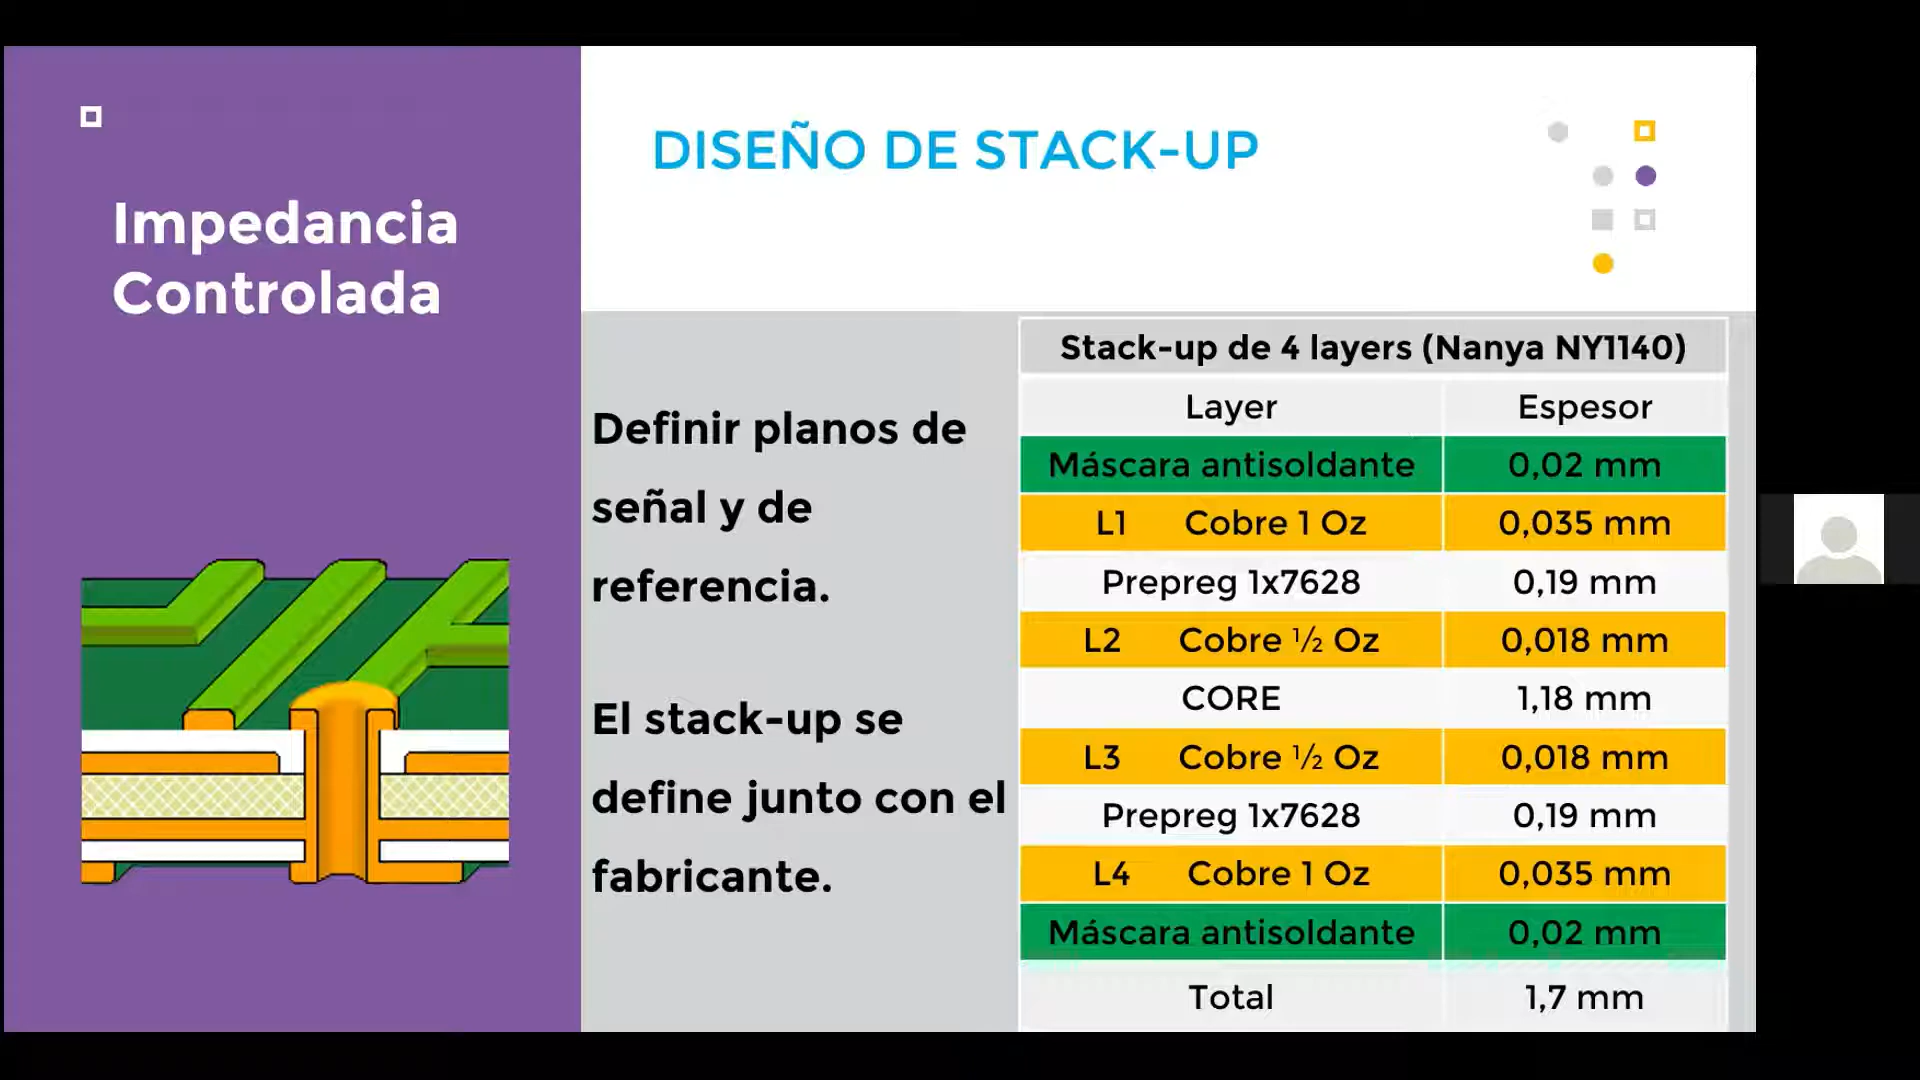 Impedancia
Controlada
DISEÑO DE STACK-UP
Definir planos de
señal y de
referencia.
El stack-up se
define junto con el
fabricante.
Stack-up de 4 layers (Nanya NY1140)
Layer Espesor
Máscara antisoldante 0,02 mm
L1 Cobre 1 Oz 0,035 mm
Prepreg 1x7628 0,19 mm
L2 Cobre ½ Oz 0,018 mm
CORE 1,18 mm
L3 Cobre ½ Oz 0,018 mm
Prepreg 1x7628 0,19 mm
L4 Cobre 1 Oz 0,035 mm
Máscara antisoldante 0,02 mm
Total 1,7 mm